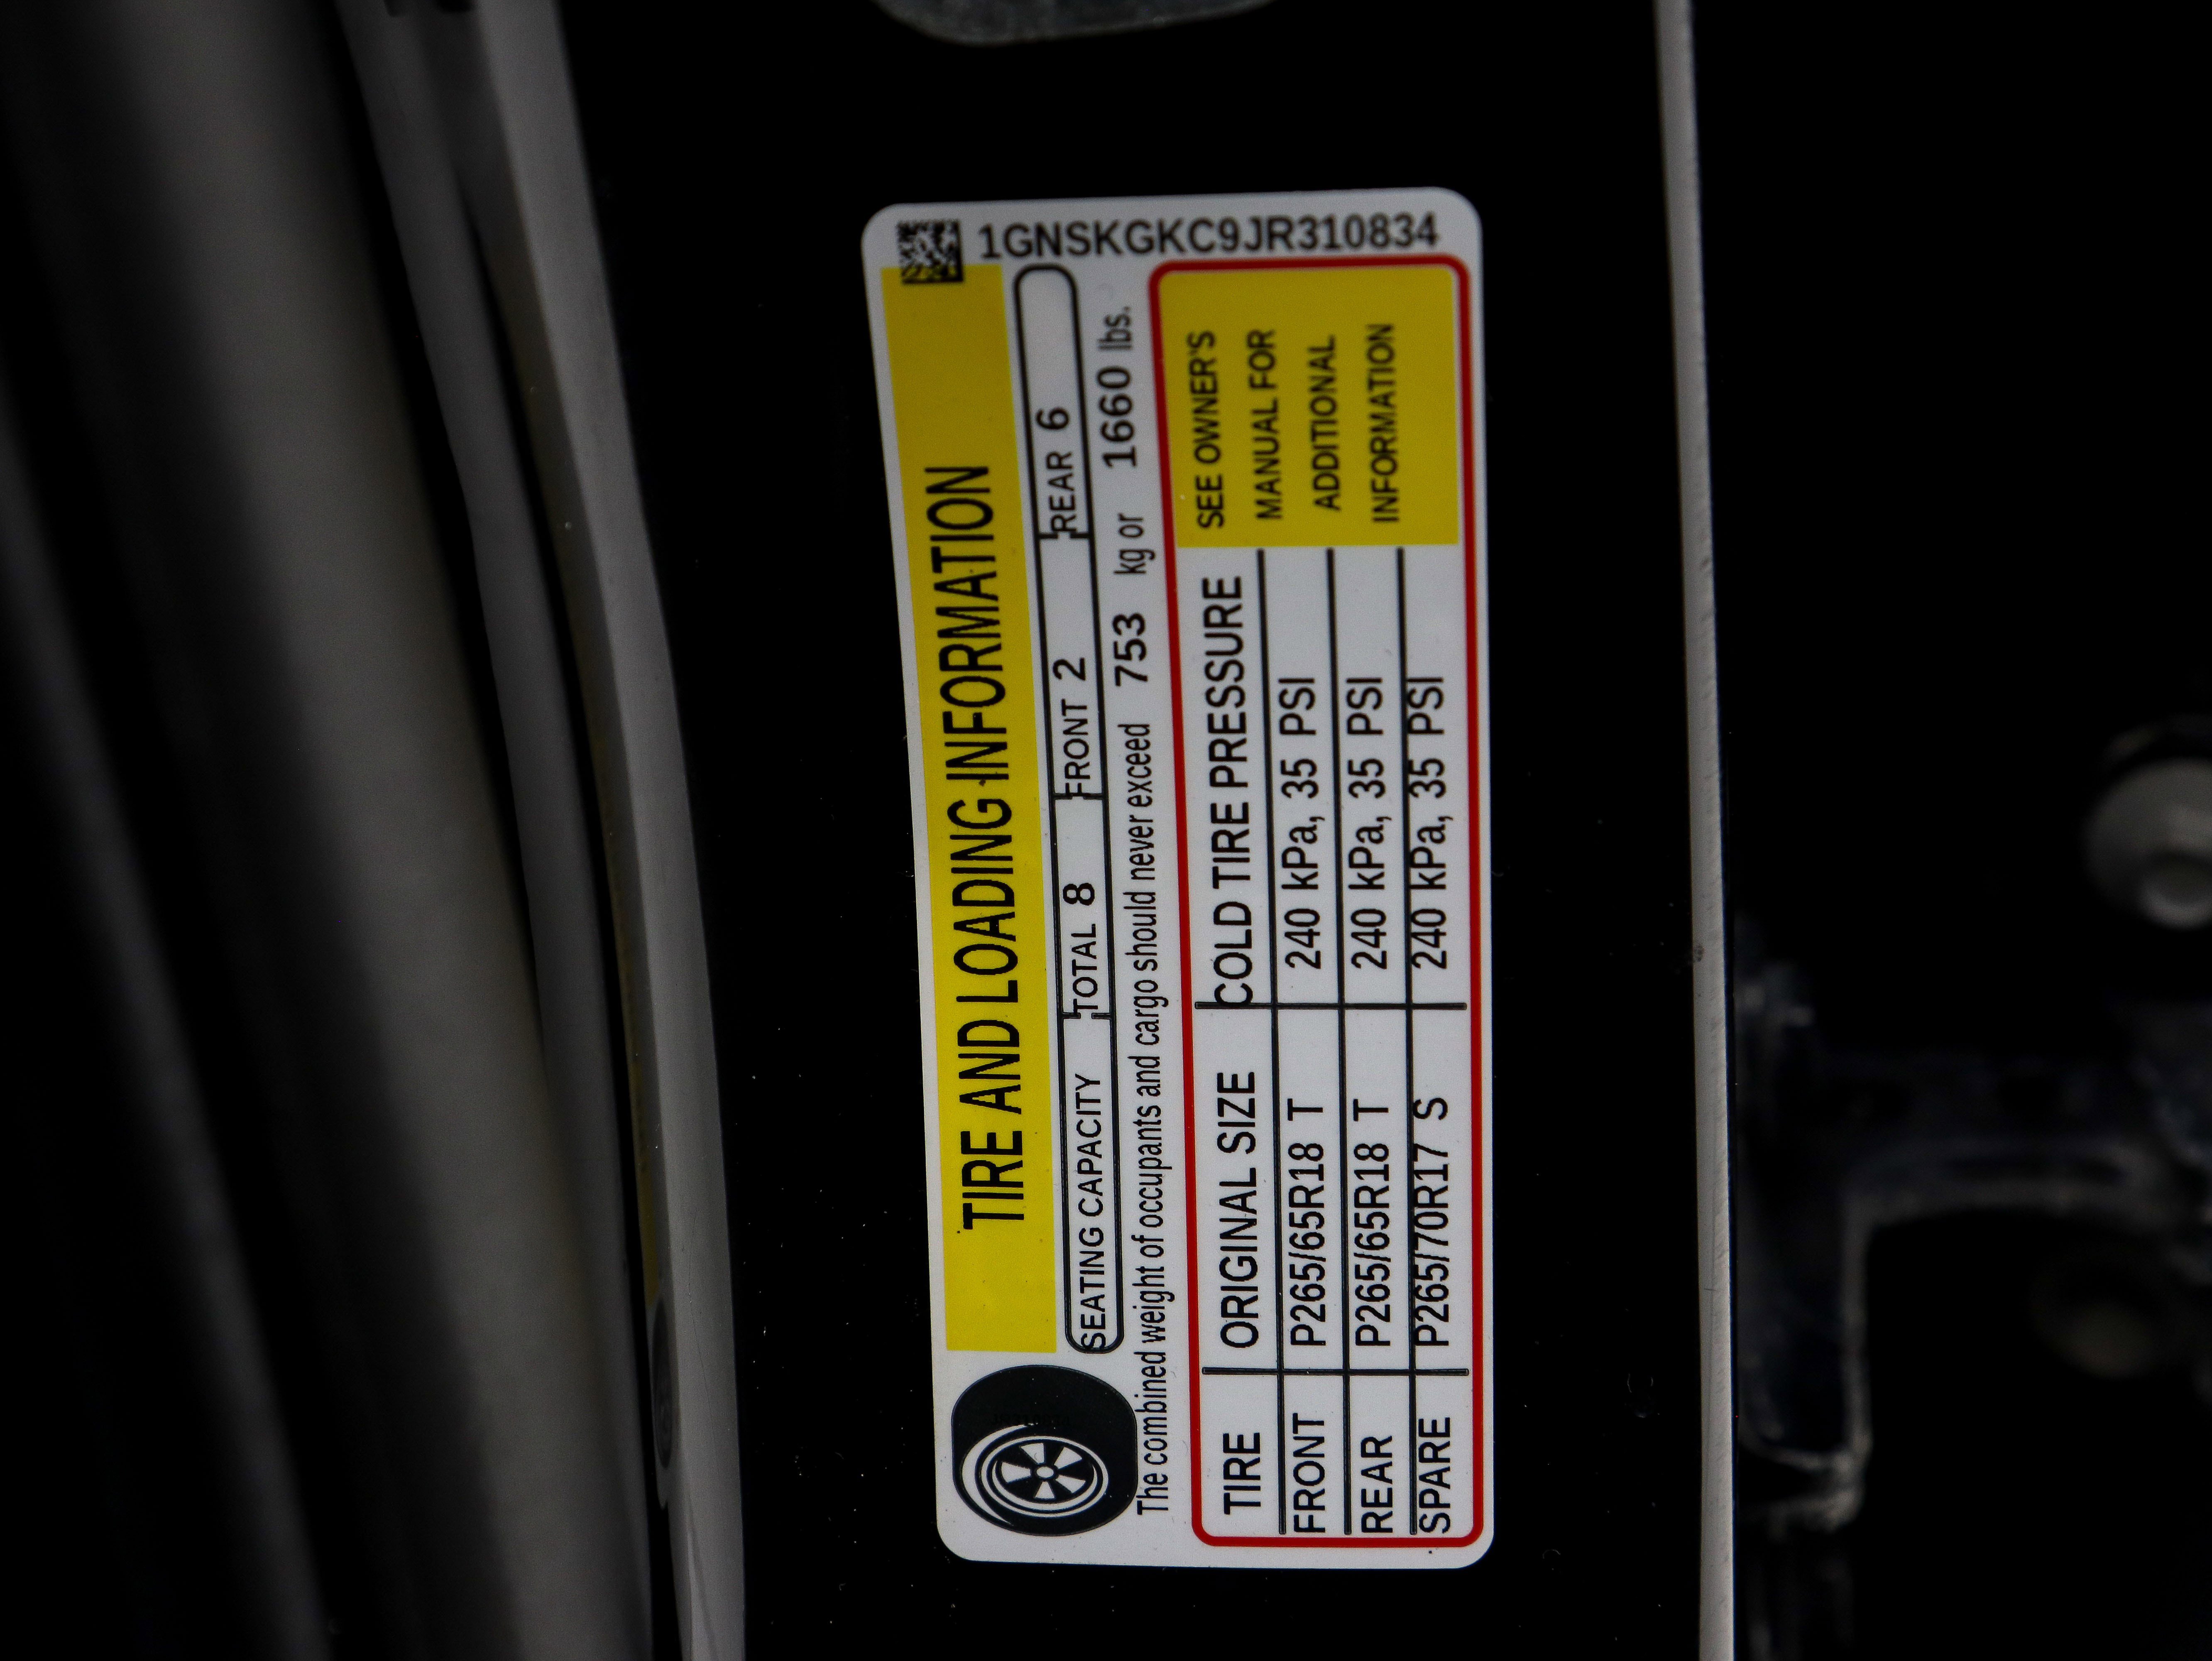 1GNSKGKC9JR310834
TIRE AND LOADING INFORMATION
SEATING CAPACITY TOTAL 8 FRONT 2 REAR 6
The combined weight of occupants and cargo should never exceed 753 kg or 1660 lbs.
TIRE ORIGINAL SIZE COLD TIRE PRESSURE
FRONT P265/65R18 T 240 kPa, 35 PSI
REAR P265/65R18 T 240 kPa, 35 PSI
SPARE P265/70R17 S 240 kPa, 35 PSI
SEE OWNER'S
MANUAL FOR
ADDITIONAL
INFORMATION